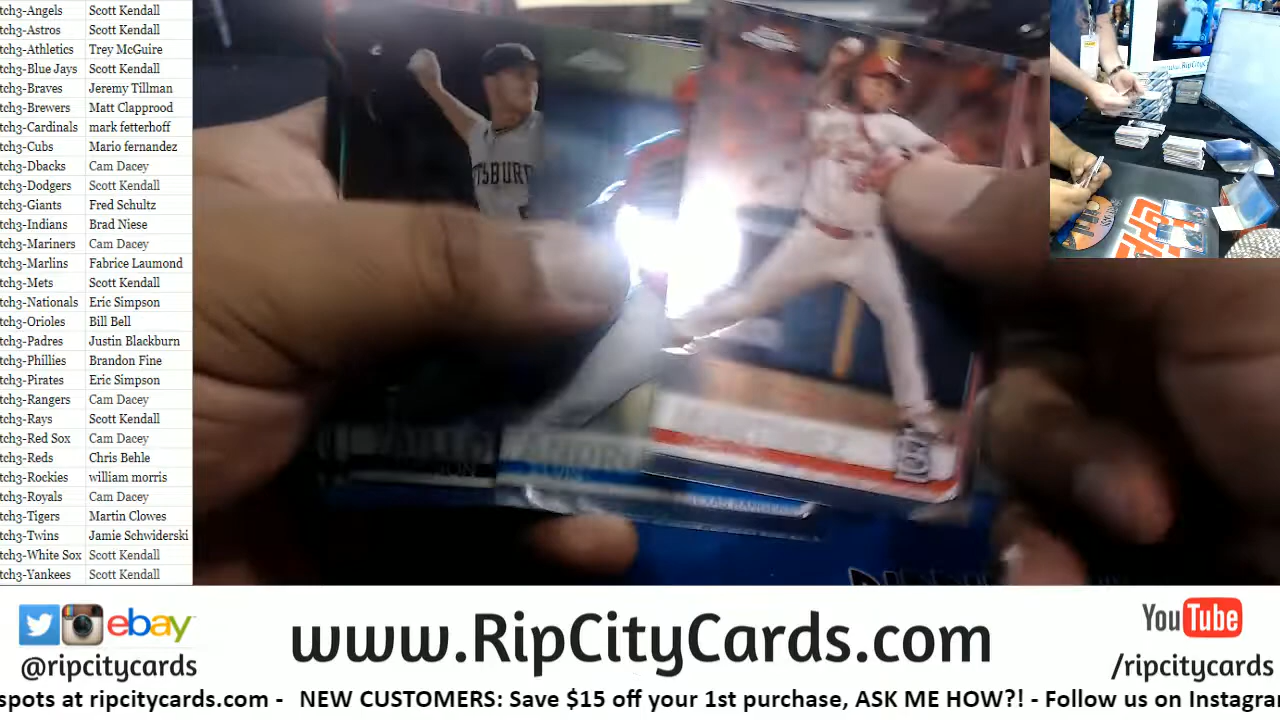 tch3-Angels Scott Kendall
tch3-Astros Scott Kendall
tch3-Athletics Trey McGuire
tch3-Blue Jays Scott Kendall
tch3-Braves Jeremy Tillman
tch3-Brewers Matt Clapprood
tch3-Cardinals mark fetterhoff
tch3-Cubs Mario fernandez
tch3-Dbacks Cam Dacey
tch3-Dodgers Scott Kendall
tch3-Giants Fred Schultz
tch3-Indians Brad Niese
tch3-Mariners Cam Dacey
tch3-Marlins Fabrice Laumond
tch3-Mets Scott Kendall
tch3-Nationals Eric Simpson
tch3-Orioles Bill Bell
tch3-Padres Justin Blackburn
tch3-Phillies Brandon Fine
tch3-Pirates Eric Simpson
tch3-Rangers Cam Dacey
tch3-Rays Scott Kendall
tch3-Red Sox Cam Dacey
tch3-Reds Chris Behle
tch3-Rockies william morris
tch3-Royals Cam Dacey
tch3-Tigers Martin Clowes
tch3-Twins Jamie Schwiderski
tch3-White Sox Scott Kendall
tch3-Yankees Scott Kendall
TSBURG
TEXAS RANGERS
ebay
@ripcitycards
www.RipCityCards.com
YouTube
/ripcitycards
spots at ripcitycards.com - NEW CUSTOMERS: Save $15 off your 1st purchase, ASK ME HOW?! - Follow us on Instagra